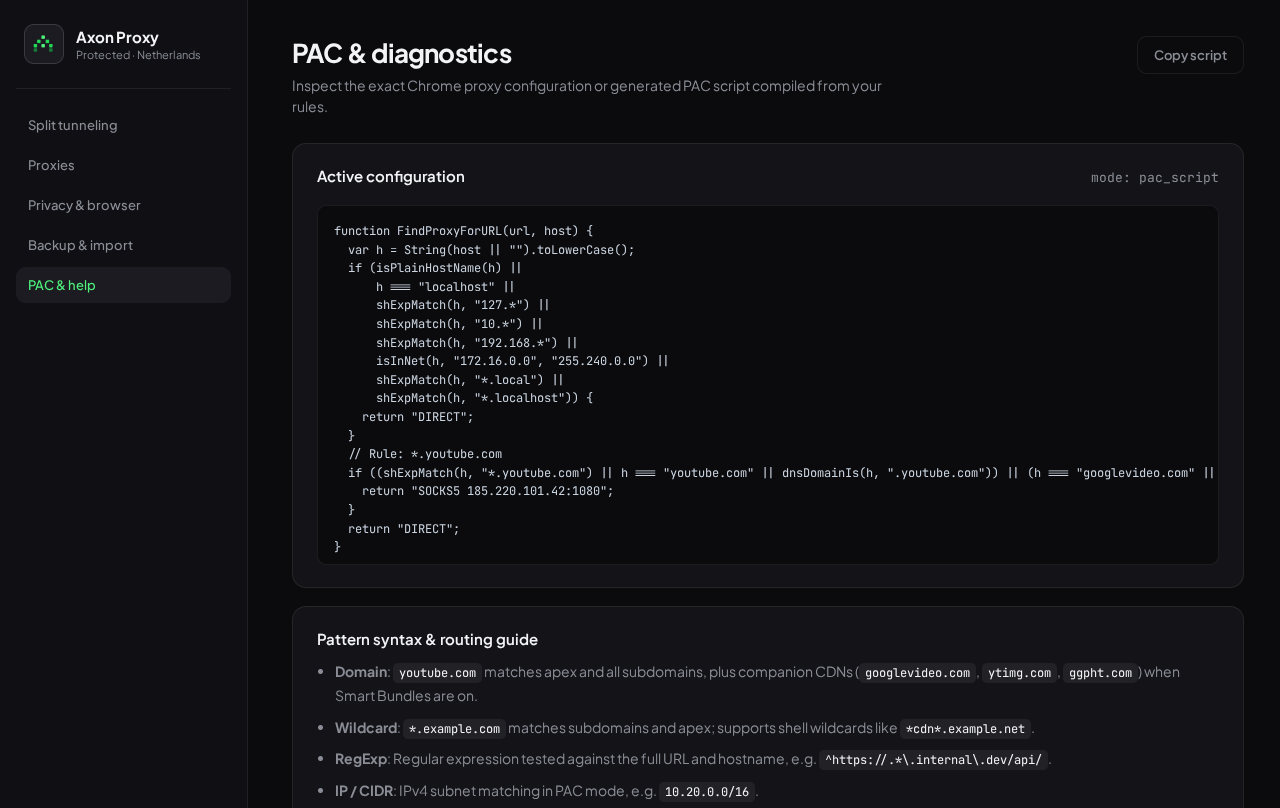 Axon Proxy
Protected · Netherlands
Split tunneling
Proxies
Privacy & browser
Backup & import
PAC & help
PAC & diagnostics
Copy script
Inspect the exact Chrome proxy configuration or generated PAC script compiled from your
rules.
Active configuration
mode: pac_script
function FindProxyForURL(url, host) {
  var h = String(host || "").toLowerCase();
  if (isPlainHostName(h) ||
      h === "localhost" ||
      shExpMatch(h, "127.*") ||
      shExpMatch(h, "10.*") ||
      shExpMatch(h, "192.168.*") ||
      isInNet(h, "172.16.0.0", "255.240.0.0") ||
      shExpMatch(h, "*.local") ||
      shExpMatch(h, "*.localhost")) {
    return "DIRECT";
  }
  // Rule: *.youtube.com
  if ((shExpMatch(h, "*.youtube.com") || h === "youtube.com" || dnsDomainIs(h, ".youtube.com")) || (h === "googlevideo.com" ||
    return "SOCKS5 185.220.101.42:1080";
  }
  return "DIRECT";
}
Pattern syntax & routing guide
• Domain: youtube.com matches apex and all subdomains, plus companion CDNs (googlevideo.com, ytimg.com, ggpht.com) when
Smart Bundles are on.
• Wildcard: *.example.com matches subdomains and apex; supports shell wildcards like *cdn*.example.net.
• RegExp: Regular expression tested against the full URL and hostname, e.g. ^https://.*\.internal\.dev/api/.
• IP / CIDR: IPv4 subnet matching in PAC mode, e.g. 10.20.0.0/16.